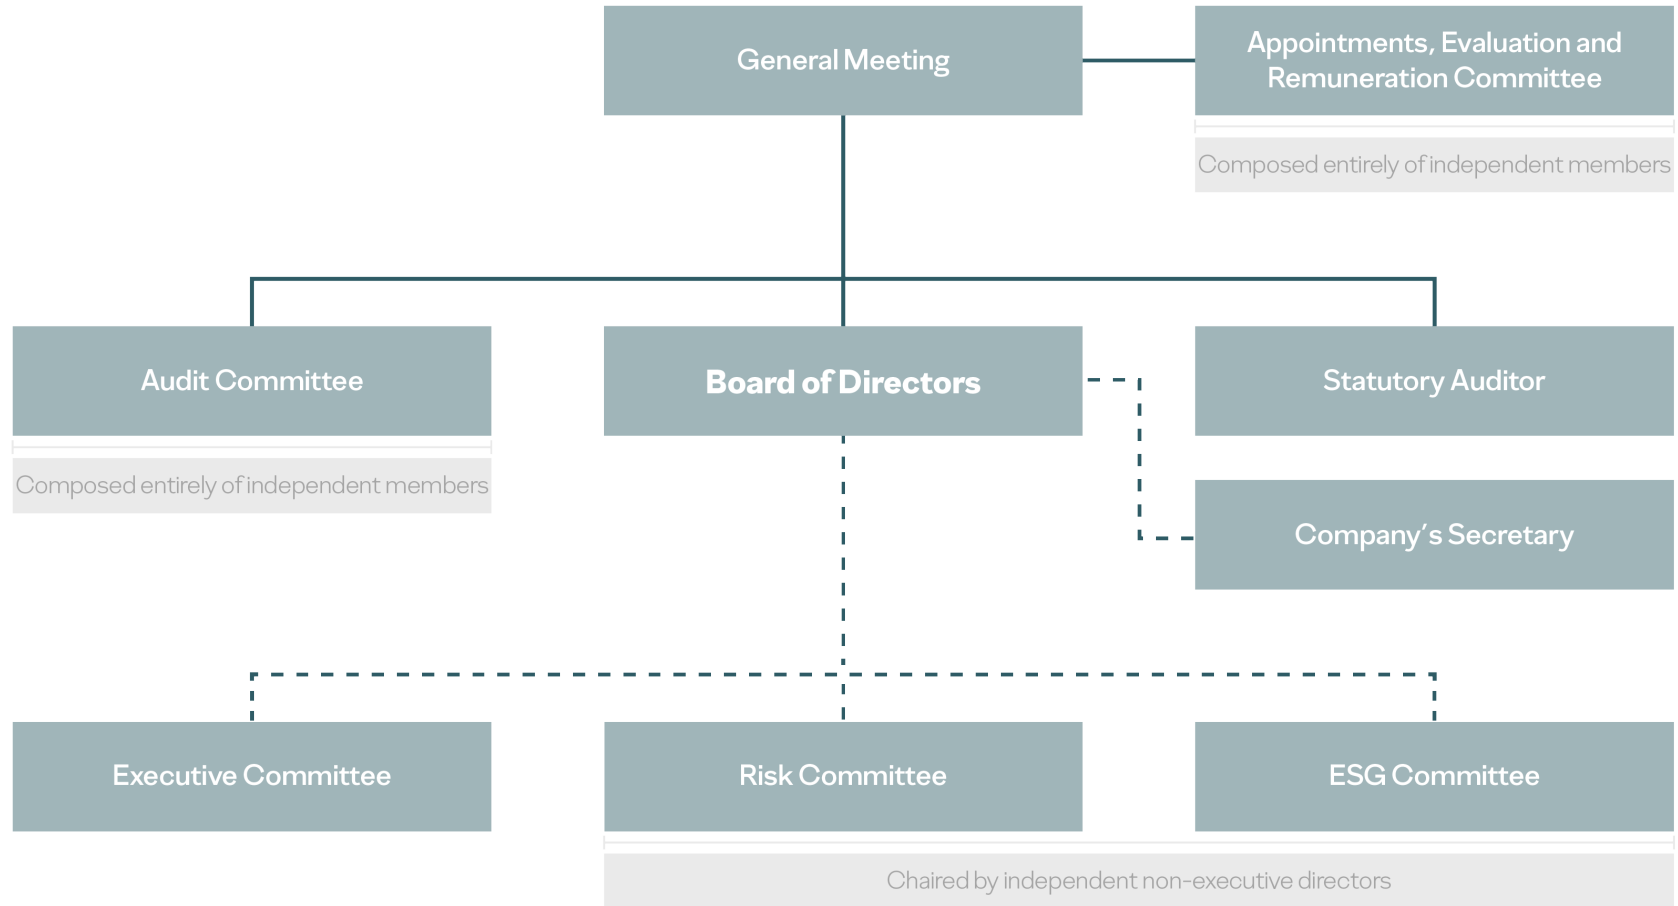 General Meeting
Appointments, Evaluation and
Remuneration Committee
Composed entirely of independent members
Audit Committee
Board of Directors
Statutory Auditor
Composed entirely of independent members
Company's Secretary
Executive Committee
Risk Committee
ESG Committee
Chaired by independent non-executive directors